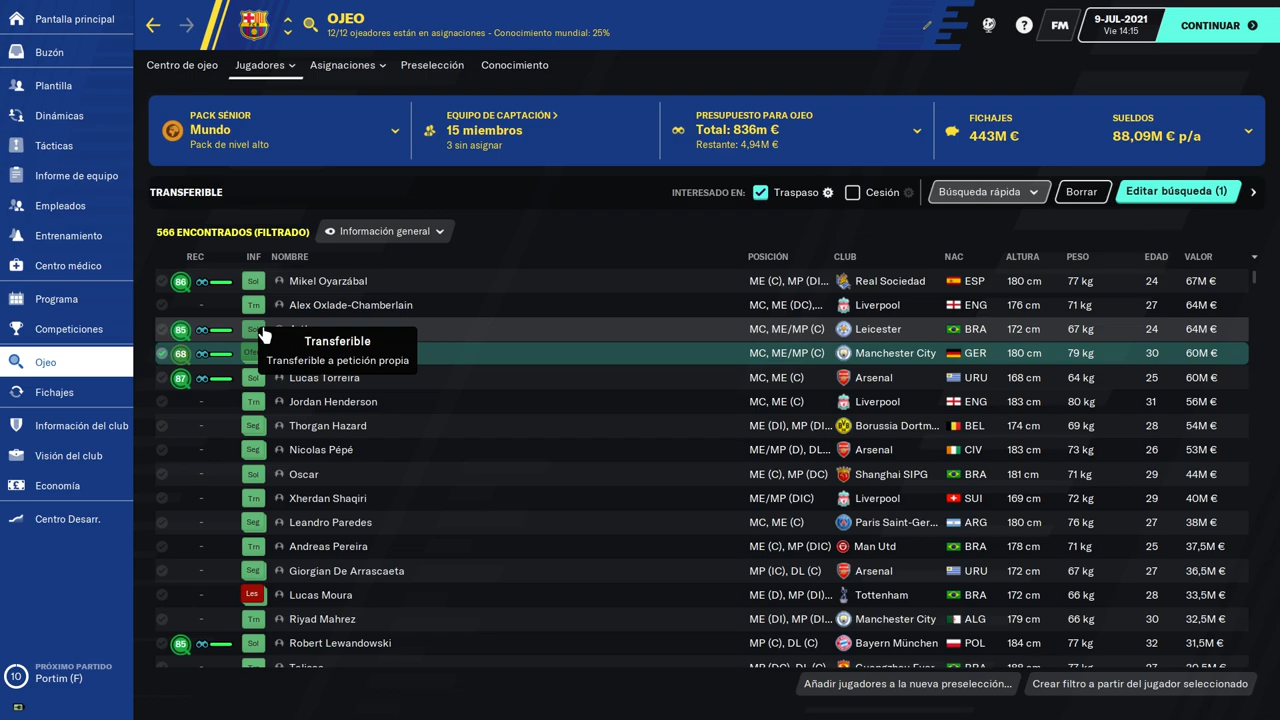 Pantalla principal
Buzón
Plantilla
Dinámicas
Tácticas
Informe de equipo
Empleados
Entrenamiento
Centro médico
Programa
Competiciones
Ojeo
Fichajes
Información del club
Visión del club
Economía
Centro Desarr.
PRÓXIMO PARTIDO
10 Portim (F)
OJEO
12/12 ojeadores están en asignaciones - Conocimiento mundial: 25%
FM
9-JUL-2021
Vie 14:15
CONTINUAR
Centro de ojeo Jugadores Asignaciones Preselección Conocimiento
PACK SÉNIOR
Mundo
Pack de nivel alto
EQUIPO DE CAPTACIÓN >
15 miembros
3 sin asignar
PRESUPUESTO PARA OJEO
Total: 836m €
Restante: 4,94M €
FICHAJES
443M €
SUELDOS
88,09M € p/a
TRANSFERIBLE
INTERESADO EN: Traspaso Cesión Búsqueda rápida Borrar Editar búsqueda (1)
566 ENCONTRADOS (FILTRADO) Información general
REC INF NOMBRE POSICIÓN CLUB NAC ALTURA PESO EDAD VALOR
86 Sol Mikel Oyarzábal ME (C), MP (DI... Real Sociedad ESP 180 cm 77 kg 24 67M €
- Trn Alex Oxlade-Chamberlain MC, ME (DC),... Liverpool ENG 176 cm 71 kg 27 64M €
85 MC, ME/MP (C) Leicester BRA 172 cm 67 kg 24 64M €
Transferible
Transferible a petición propia
68 MC, ME/MP (C) Manchester City GER 180 cm 79 kg 30 60M €
87 Sol Lucas Torreira MC, ME (C) Arsenal URU 168 cm 64 kg 25 60M €
- Trn Jordan Henderson MC, ME (C) Liverpool ENG 183 cm 80 kg 31 56M €
- Seg Thorgan Hazard ME (DI), MP (DI... Borussia Dortm... BEL 174 cm 69 kg 28 54M €
- Seg Nicolas Pépé ME/MP (D), DL... Arsenal CIV 183 cm 73 kg 26 53M €
- Sol Oscar ME (C), MP (DC) Shanghai SIPG BRA 181 cm 71 kg 29 44M €
- Trn Xherdan Shaqiri ME/MP (DIC) Liverpool SUI 169 cm 72 kg 29 40M €
- Seg Leandro Paredes MC, ME (C) Paris Saint-Ger... ARG 180 cm 76 kg 27 38M €
- Trn Andreas Pereira ME (C), MP (DIC) Man Utd BRA 178 cm 71 kg 25 37,5M €
- Seg Giorgian De Arrascaeta MP (IC), DL (C) Arsenal URU 172 cm 67 kg 27 36,5M €
- Les Lucas Moura ME (D), MP (DI)... Tottenham BRA 172 cm 66 kg 28 33,5M €
- Trn Riyad Mahrez ME (DI), MP (DI... Manchester City ALG 179 cm 66 kg 30 32,5M €
85 Sol Robert Lewandowski MP (C), DL (C) Bayern München POL 184 cm 77 kg 32 31,5M €
Añadir jugadores a la nueva preselección... Crear filtro a partir del jugador seleccionado